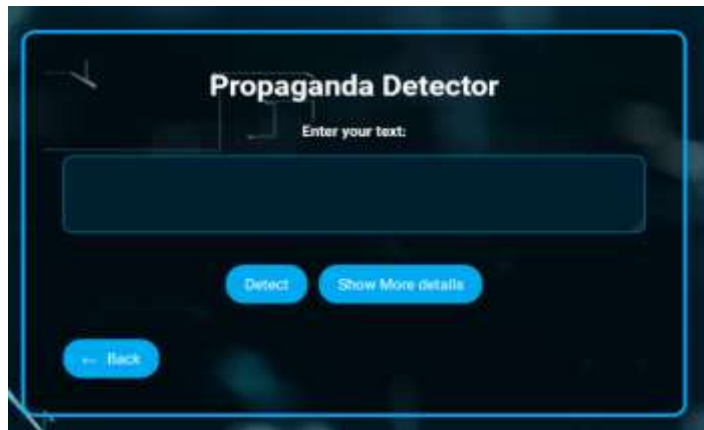 Propaganda Detector
Enter your text:
Detect
Show More details
← Back